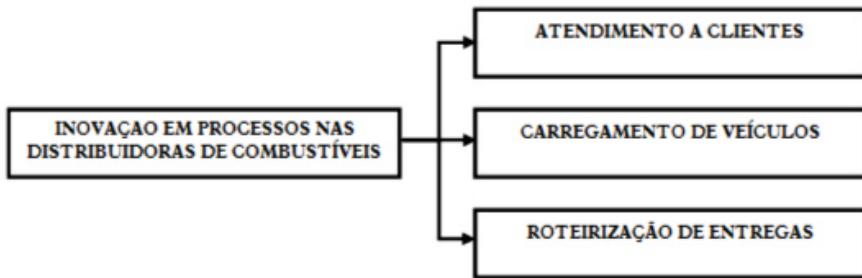 INOVAÇAO EM PROCESSOS NAS
DISTRIBUIDORAS DE COMBUSTÍVEIS
ATENDIMENTO A CLIENTES
CARREGAMENTO DE VEÍCULOS
ROTEIRIZAÇÃO DE ENTREGAS